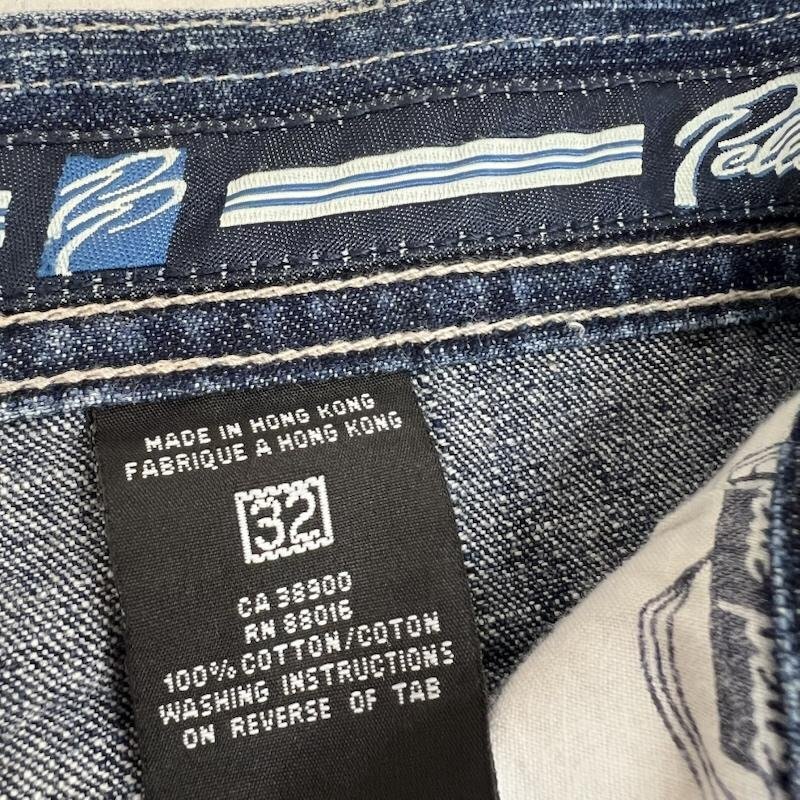 Pelle
MADE IN HONG KONG
FABRIQUE A HONG KONG
32
CA 38900
RN 88016
100% COTTON/COTON
WASHING INSTRUCTIONS
ON REVERSE OF TAB